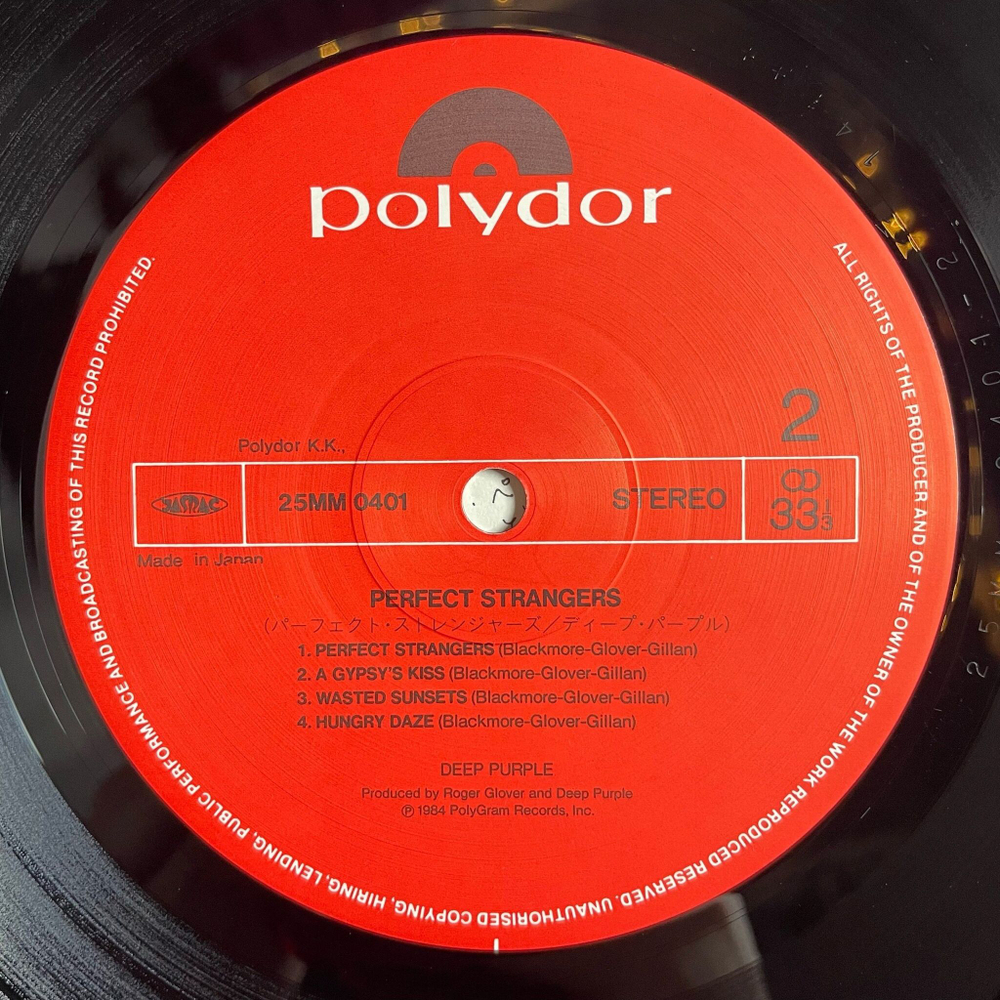 polydor
ALL RIGHTS OF THE PRODUCER AND OF THE OWNER OF THE WORK REPRODUCED RESERVED. UNAUTHORISED COPYING, HIRING, LENDING, PUBLIC PERFORMANCE AND BROADCASTING OF THIS RECORD PROHIBITED.
2
Polydor K.K.,
JASRAC
25MM 0401
STEREO
33 1/3
Made in Japan
PERFECT STRANGERS
(パーフェクト・ストレンジャーズ/ディープ・パープル)
1. PERFECT STRANGERS (Blackmore-Glover-Gillan)
2. A GYPSY'S KISS (Blackmore-Glover-Gillan)
3. WASTED SUNSETS (Blackmore-Glover-Gillan)
4. HUNGRY DAZE (Blackmore-Glover-Gillan)
DEEP PURPLE
Produced by Roger Glover and Deep Purple
℗ 1984 PolyGram Records, Inc.